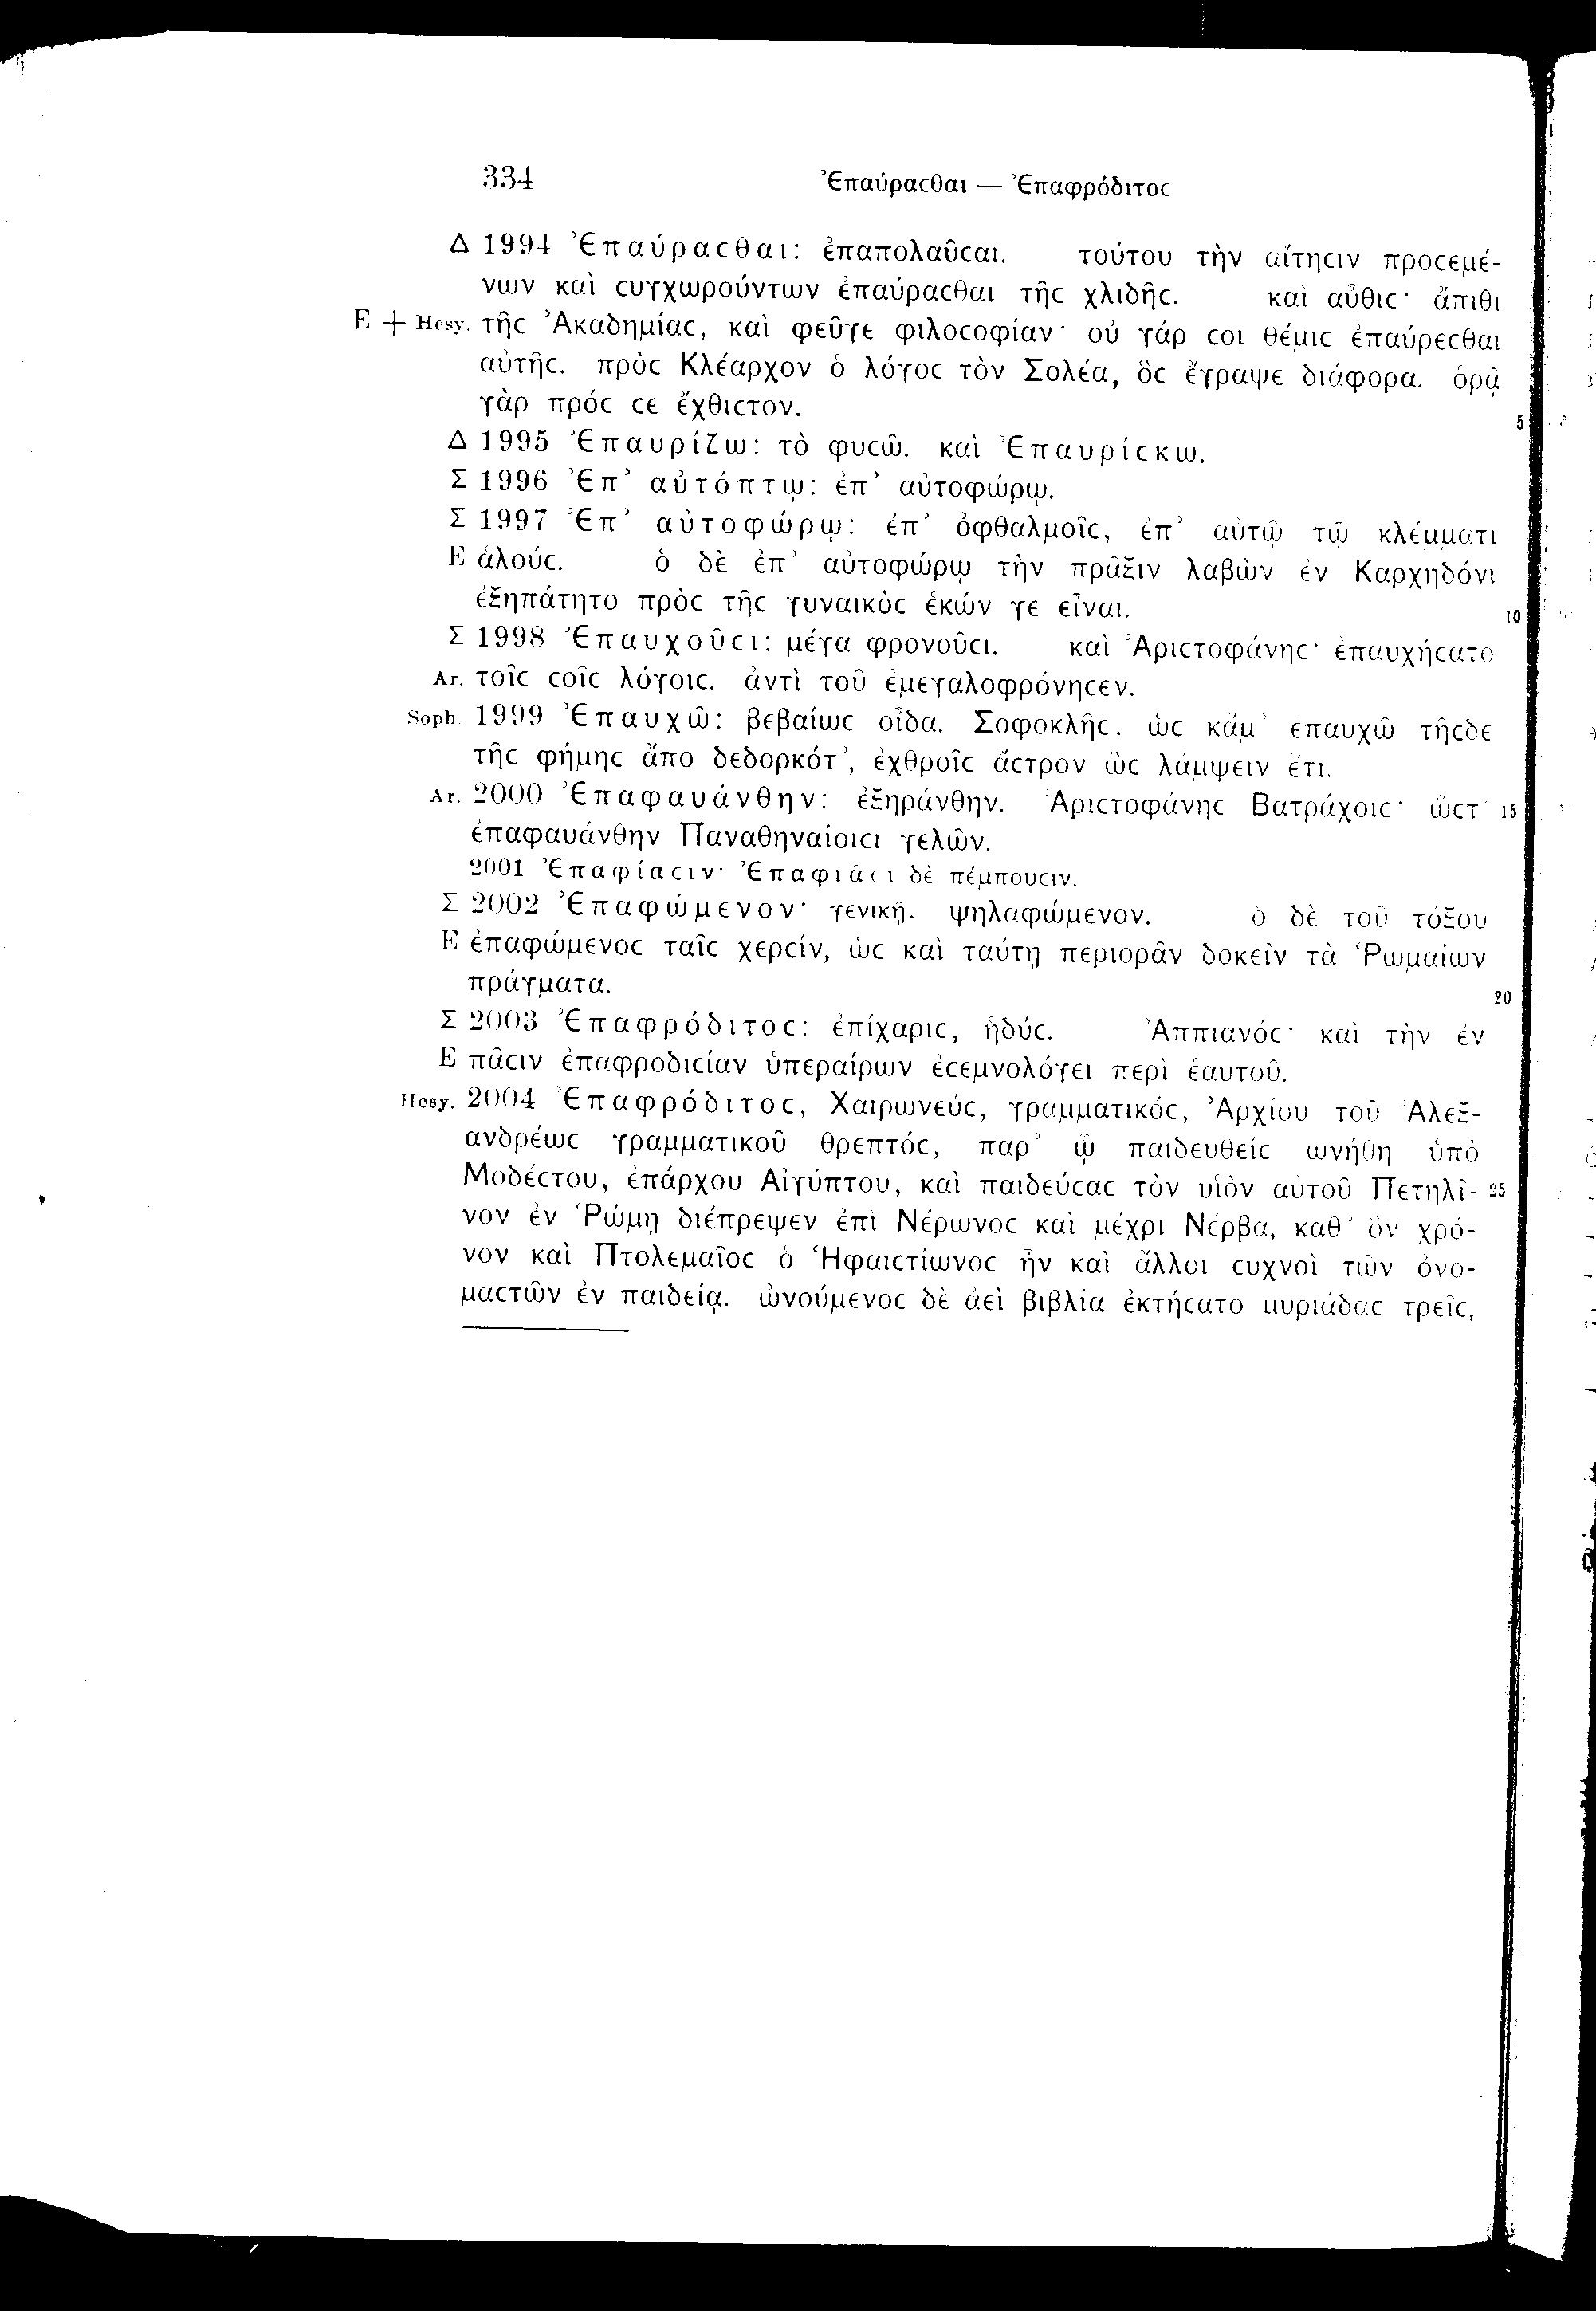 334 Ἐπαύραϲθαι — Ἐπαφρόδιτοϲ
Δ 1994 Ἐπαύραϲθαι: ἐπαπολαῦϲαι. τούτου τὴν αἴτηϲιν προϲεμέ-
νων καὶ ϲυγχωρούντων ἐπαύραϲθαι τῆϲ χλιδῆϲ. καὶ αὖθιϲ· ἄπιθι
E + Hesy. τῆϲ Ἀκαδημίαϲ, καὶ φεῦγε φιλοϲοφίαν· οὐ γάρ ϲοι θέμιϲ ἐπαύρεϲθαι
αὐτῆϲ. πρὸϲ Κλέαρχον ὁ λόγοϲ τὸν Σολέα, ὃϲ ἔγραψε διάφορα. ὁρᾷ
γὰρ πρόϲ ϲε ἔχθιϲτον. 5
Δ 1995 Ἐπαυρίζω: τὸ φυϲῶ. καὶ Ἐπαυρίϲκω.
Σ 1996 Ἐπ’ αὐτόπτῳ: ἐπ’ αὐτοφώρῳ.
Σ 1997 Ἐπ’ αὐτοφώρῳ: ἐπ’ ὀφθαλμοῖϲ, ἐπ’ αὐτῷ τῷ κλέμματι
E ἁλούϲ. ὁ δὲ ἐπ’ αὐτοφώρῳ τὴν πρᾶξιν λαβὼν ἐν Καρχηδόνι
ἐξηπάτητο πρὸϲ τῆϲ γυναικὸϲ ἑκών γε εἶναι. 10
Σ 1998 Ἐπαυχοῦϲι: μέγα φρονοῦϲι. καὶ Ἀριϲτοφάνηϲ· ἐπαυχήϲατο
Ar. τοῖϲ ϲοῖϲ λόγοιϲ. ἀντὶ τοῦ ἐμεγαλοφρόνηϲεν.
Soph. 1999 Ἐπαυχῶ: βεβαίωϲ οἶδα. Σοφοκλῆϲ. ὡϲ κἄμ’ ἐπαυχῶ τῆϲδε
τῆϲ φήμηϲ ἄπο δεδορκότ’, ἐχθροῖϲ ἄϲτρον ὣϲ λάμψειν ἔτι.
Ar. 2000 Ἐπαφαυάνθην: ἐξηράνθην. Ἀριϲτοφάνηϲ Βατράχοιϲ· ὥϲτ’ 15
ἐπαφαυάνθην Παναθηναίοιϲι γελῶν.
2001 Ἐπαφίαϲιν· Ἐπαφιᾶϲι δὲ πέμπουϲιν.
Σ 2002 Ἐπαφώμενον· γενικῇ. ψηλαφώμενον. ὁ δὲ τοῦ τόξου
E ἐπαφώμενοϲ ταῖϲ χερϲίν, ὡϲ καὶ ταύτῃ περιορᾶν δοκεῖν τὰ Ῥωμαίων
πράγματα. 20
Σ 2003 Ἐπαφρόδιτοϲ: ἐπίχαριϲ, ἡδύϲ. Ἀππιανόϲ· καὶ τὴν ἐν
E πᾶϲιν ἐπαφροδιϲίαν ὑπεραίρων ἐϲεμνολόγει περὶ ἑαυτοῦ.
Hesy. 2004 Ἐπαφρόδιτοϲ, Χαιρωνεύϲ, γραμματικόϲ, Ἀρχίου τοῦ Ἀλεξ-
ανδρέωϲ γραμματικοῦ θρεπτόϲ, παρ’ ᾧ παιδευθείϲ ὠνήθη ὑπὸ
Μοδέϲτου, ἐπάρχου Αἰγύπτου, καὶ παιδεύϲαϲ τὸν υἱὸν αὐτοῦ Πετηλῖ- 25
νον ἐν Ῥώμῃ διέπρεψεν ἐπὶ Νέρωνοϲ καὶ μέχρι Νέρβα, καθ’ ὃν χρό-
νον καὶ Πτολεμαῖοϲ ὁ Ἡφαιϲτίωνοϲ ἦν καὶ ἄλλοι ϲυχνοὶ τῶν ὀνο-
μαϲτῶν ἐν παιδείᾳ. ὠνούμενοϲ δὲ ἀεὶ βιβλία ἐκτήϲατο μυριάδαϲ τρεῖϲ,